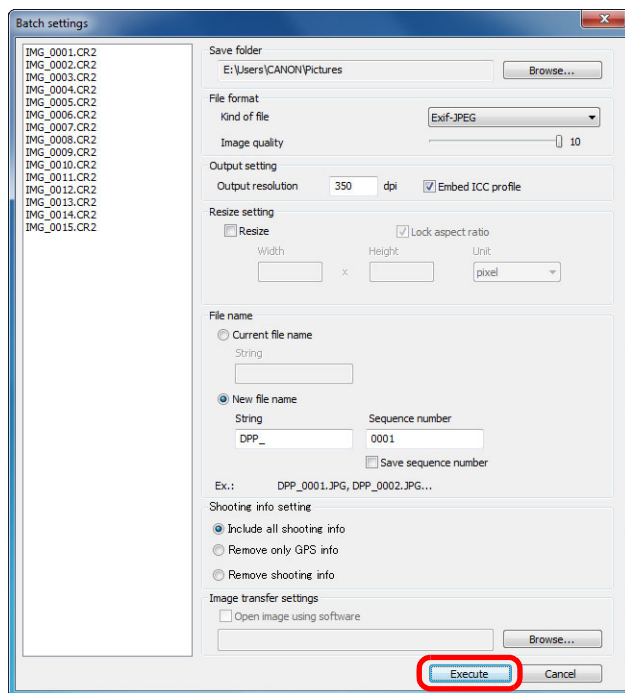 Batch settings
IMG_0001.CR2
IMG_0002.CR2
IMG_0003.CR2
IMG_0004.CR2
IMG_0005.CR2
IMG_0006.CR2
IMG_0007.CR2
IMG_0008.CR2
IMG_0009.CR2
IMG_0010.CR2
IMG_0011.CR2
IMG_0012.CR2
IMG_0013.CR2
IMG_0014.CR2
IMG_0015.CR2
Save folder
E:\Users\CANON\Pictures Browse...
File format
Kind of file Exif-JPEG
Image quality 10
Output setting
Output resolution 350 dpi Embed ICC profile
Resize setting
Resize Lock aspect ratio
Width Height Unit
x pixel
File name
Current file name
String
New file name
String Sequence number
DPP_ 0001
Save sequence number
Ex.: DPP_0001.JPG, DPP_0002.JPG...
Shooting info setting
Include all shooting info
Remove only GPS info
Remove shooting info
Image transfer settings
Open image using software
Browse...
Execute Cancel